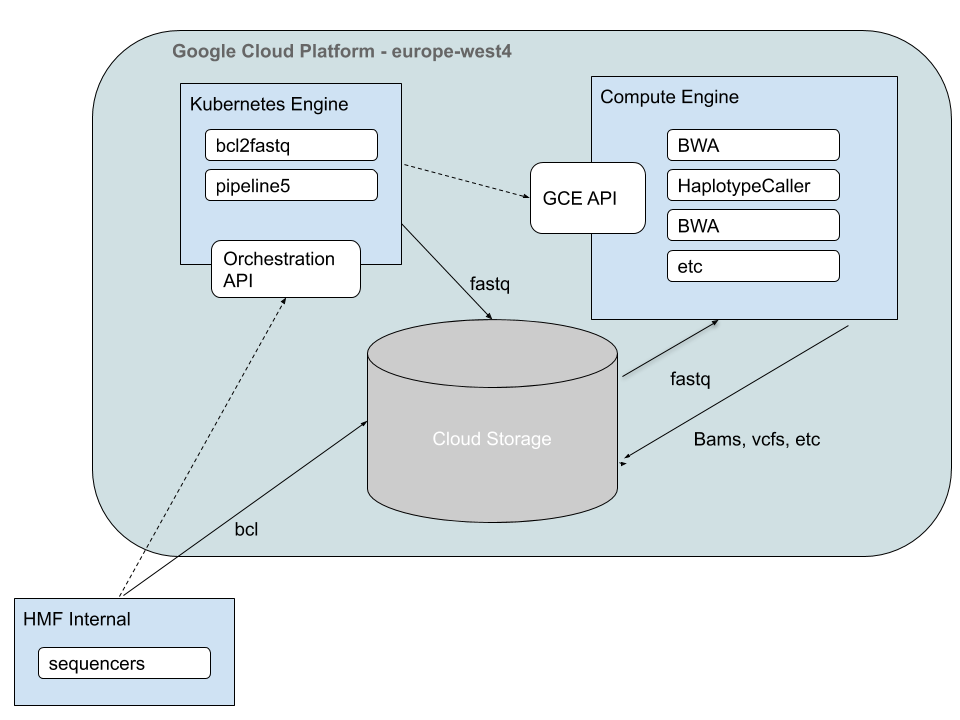 Google Cloud Platform - europe-west4
Kubernetes Engine
bcl2fastq
pipeline5
Orchestration
API
Compute Engine
BWA
HaplotypeCaller
BWA
etc
GCE API
fastq
fastq
Cloud Storage
Bams, vcfs, etc
bcl
HMF Internal
sequencers